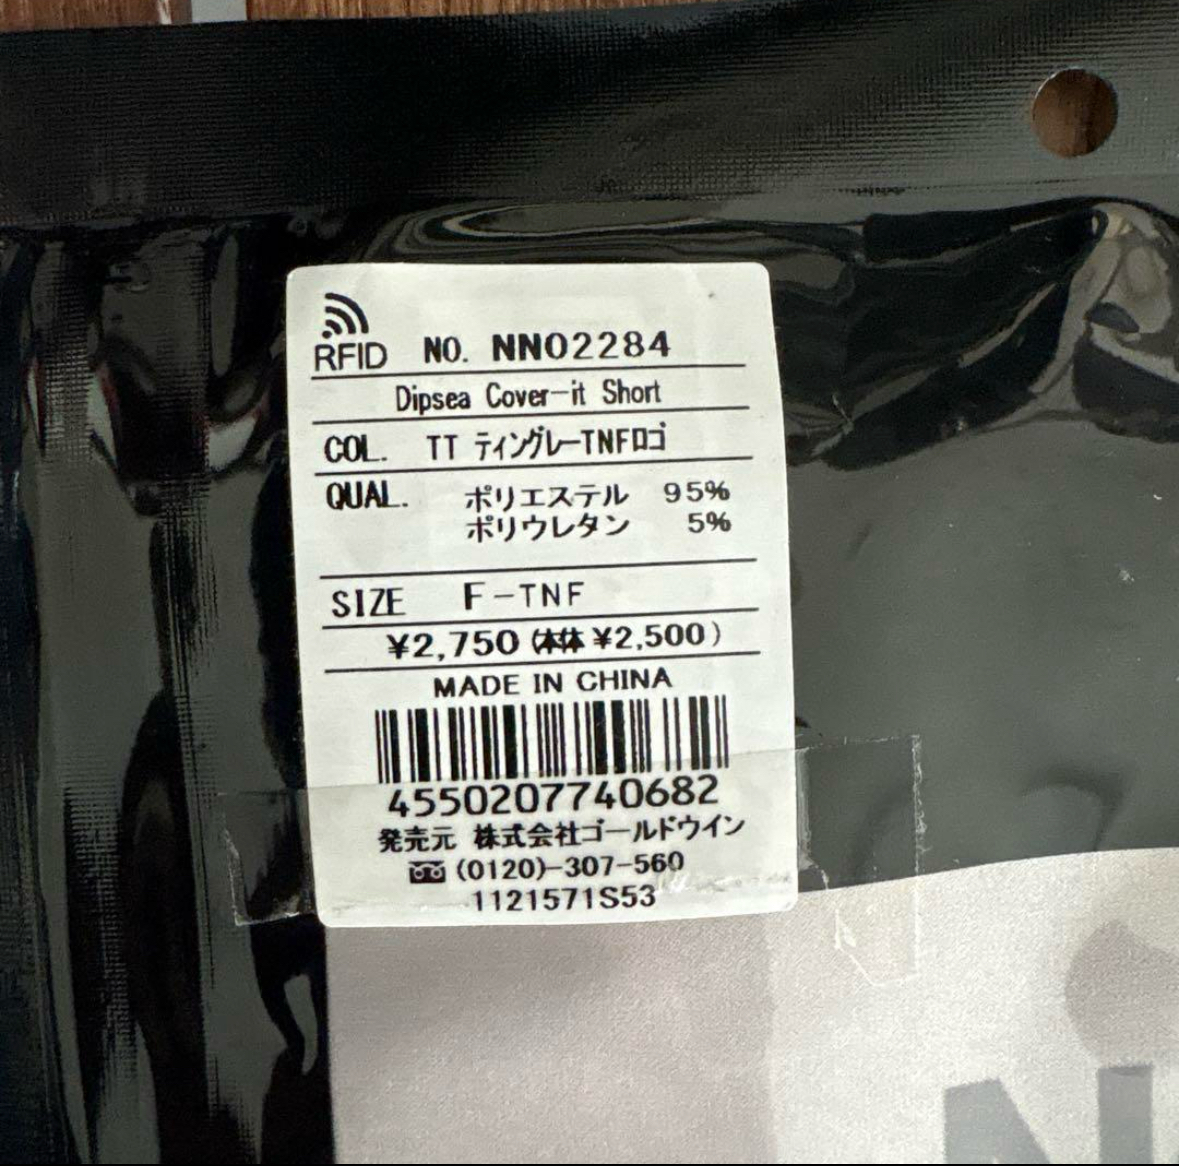 RFID NO. NN02284
Dipsea Cover-it Short
COL. TT ティングレーTNFロゴ
QUAL. ポリエステル 95%
ポリウレタン 5%
SIZE F-TNF
¥2,750 (本体 ¥2,500)
MADE IN CHINA
4550207740682
発売元 株式会社ゴールドウイン
(0120)-307-560
1121571S53